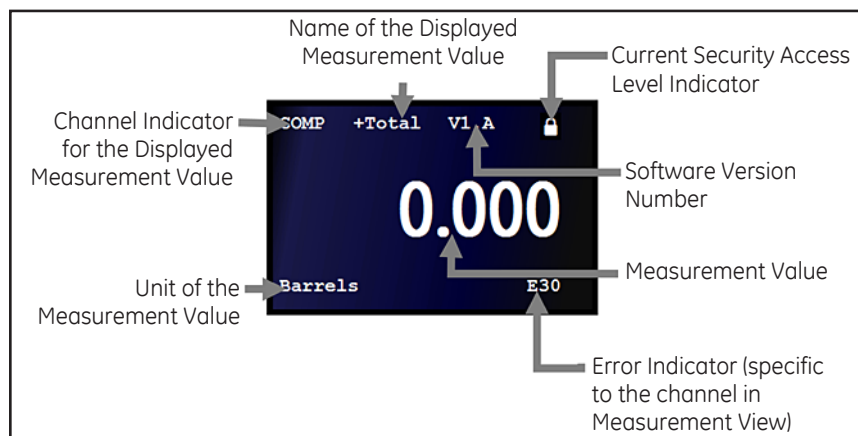 Name of the Displayed
Measurement Value
Current Security Access
Level Indicator
Channel Indicator
for the Displayed
Measurement Value
COMP +Total V1.A
Software Version
Number
0.000
Measurement Value
Unit of the
Measurement Value
Barrels E30
Error Indicator (specific
to the channel in
Measurement View)